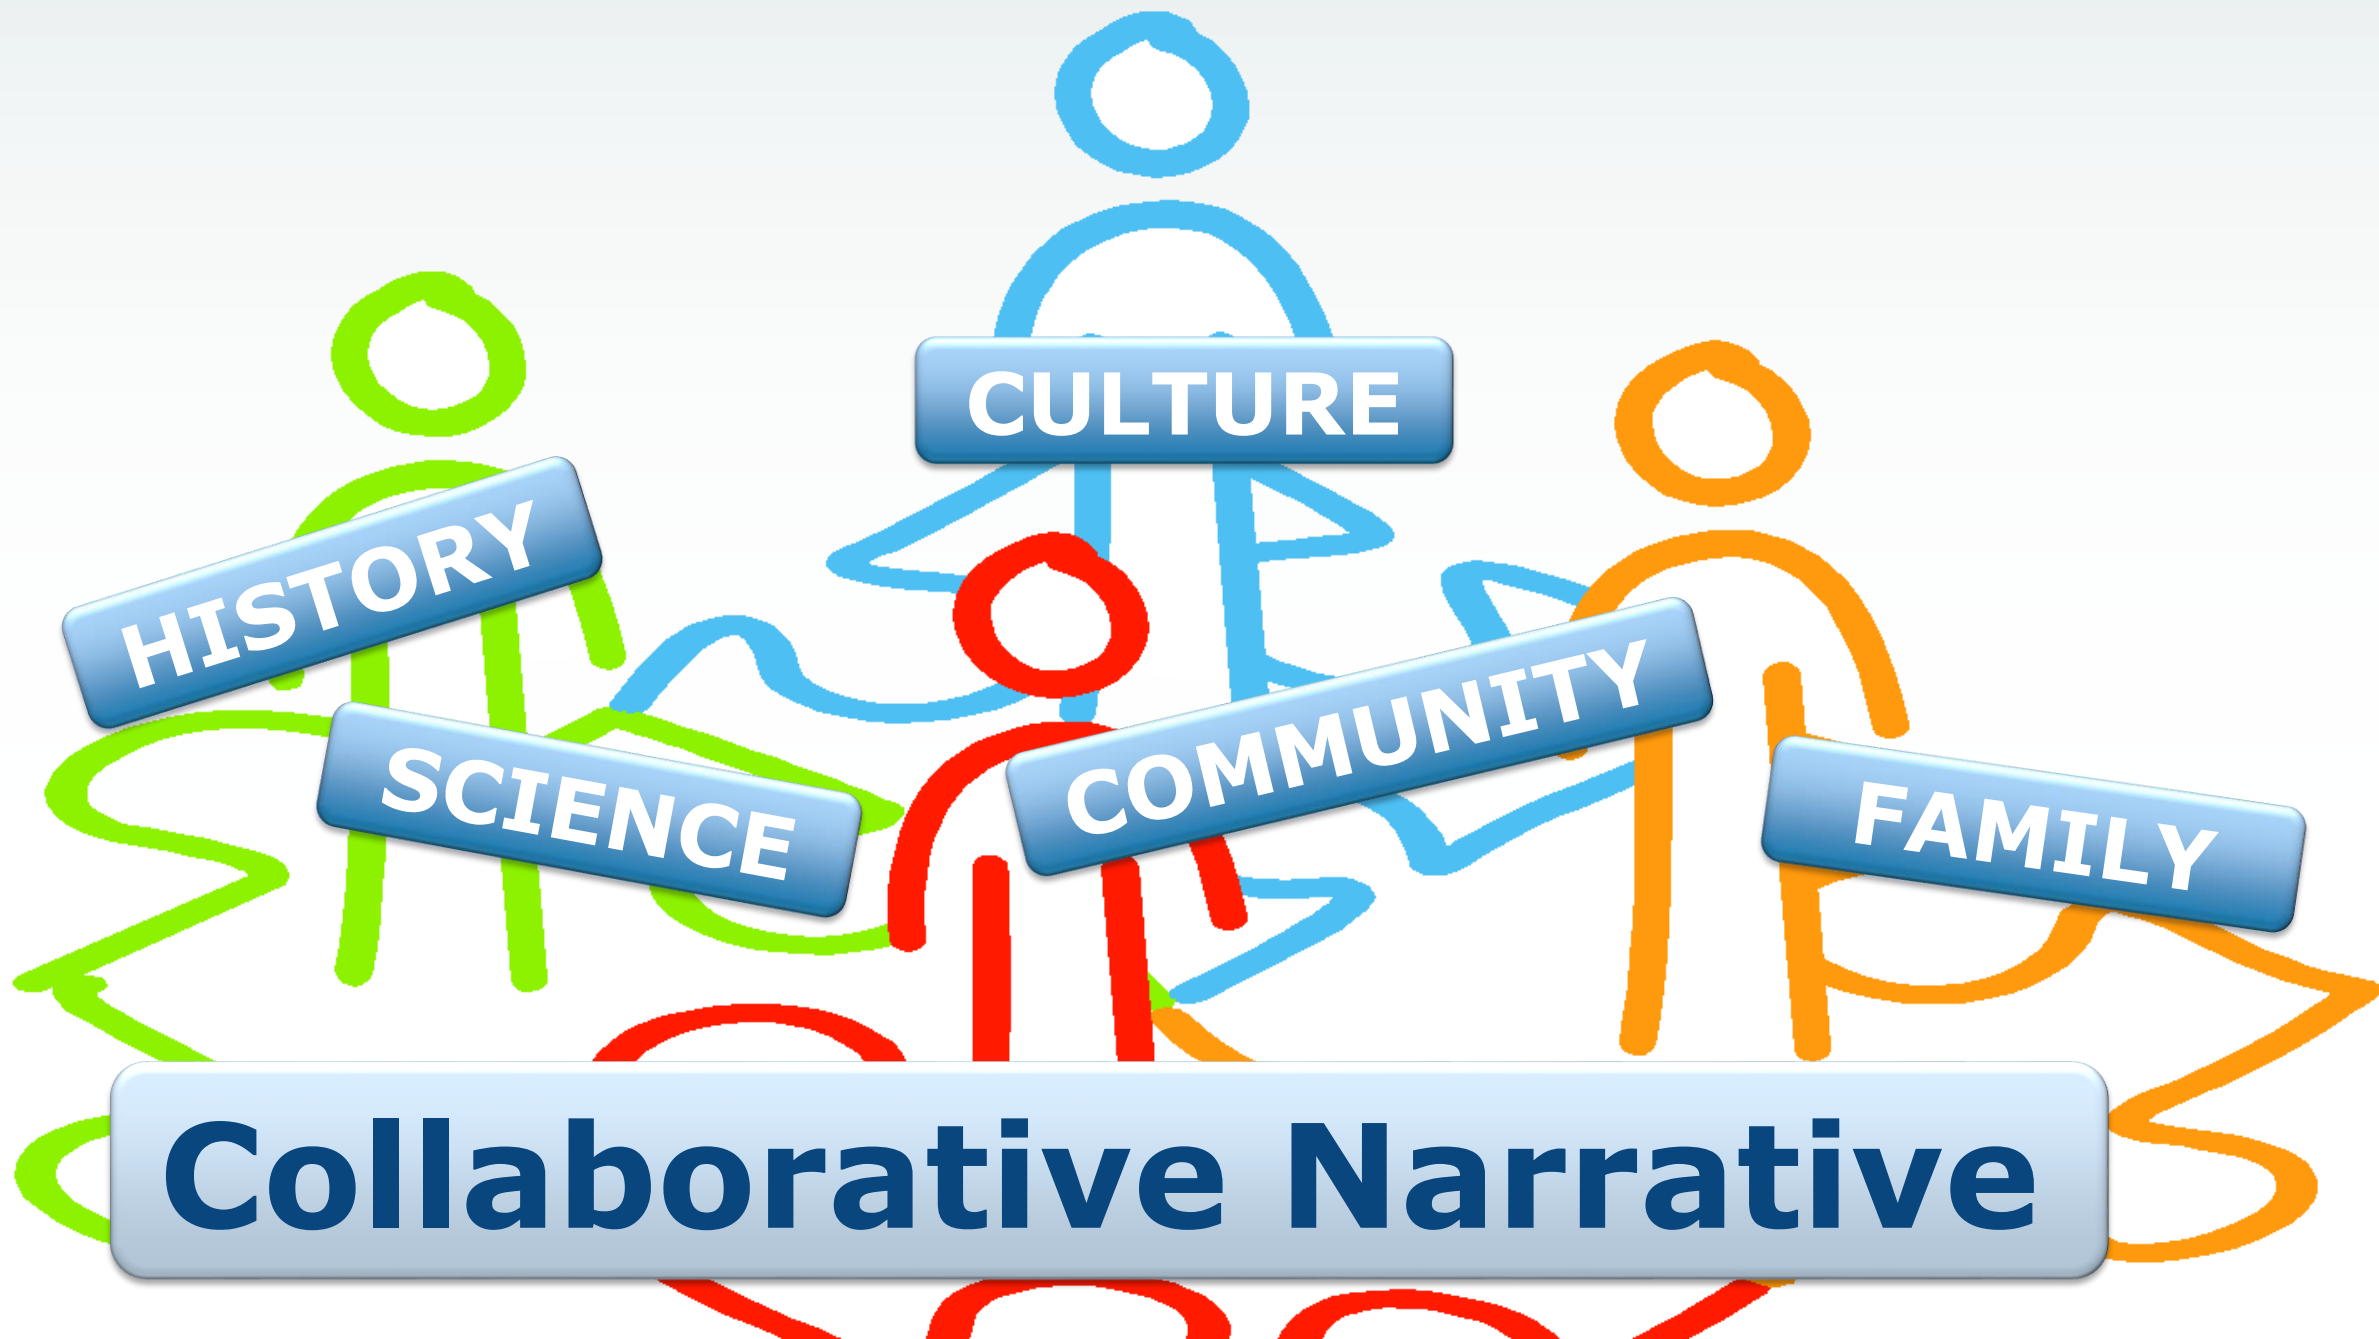 CULTURE
HISTORY
COMMUNITY
SCIENCE
FAMILY
Collaborative Narrative